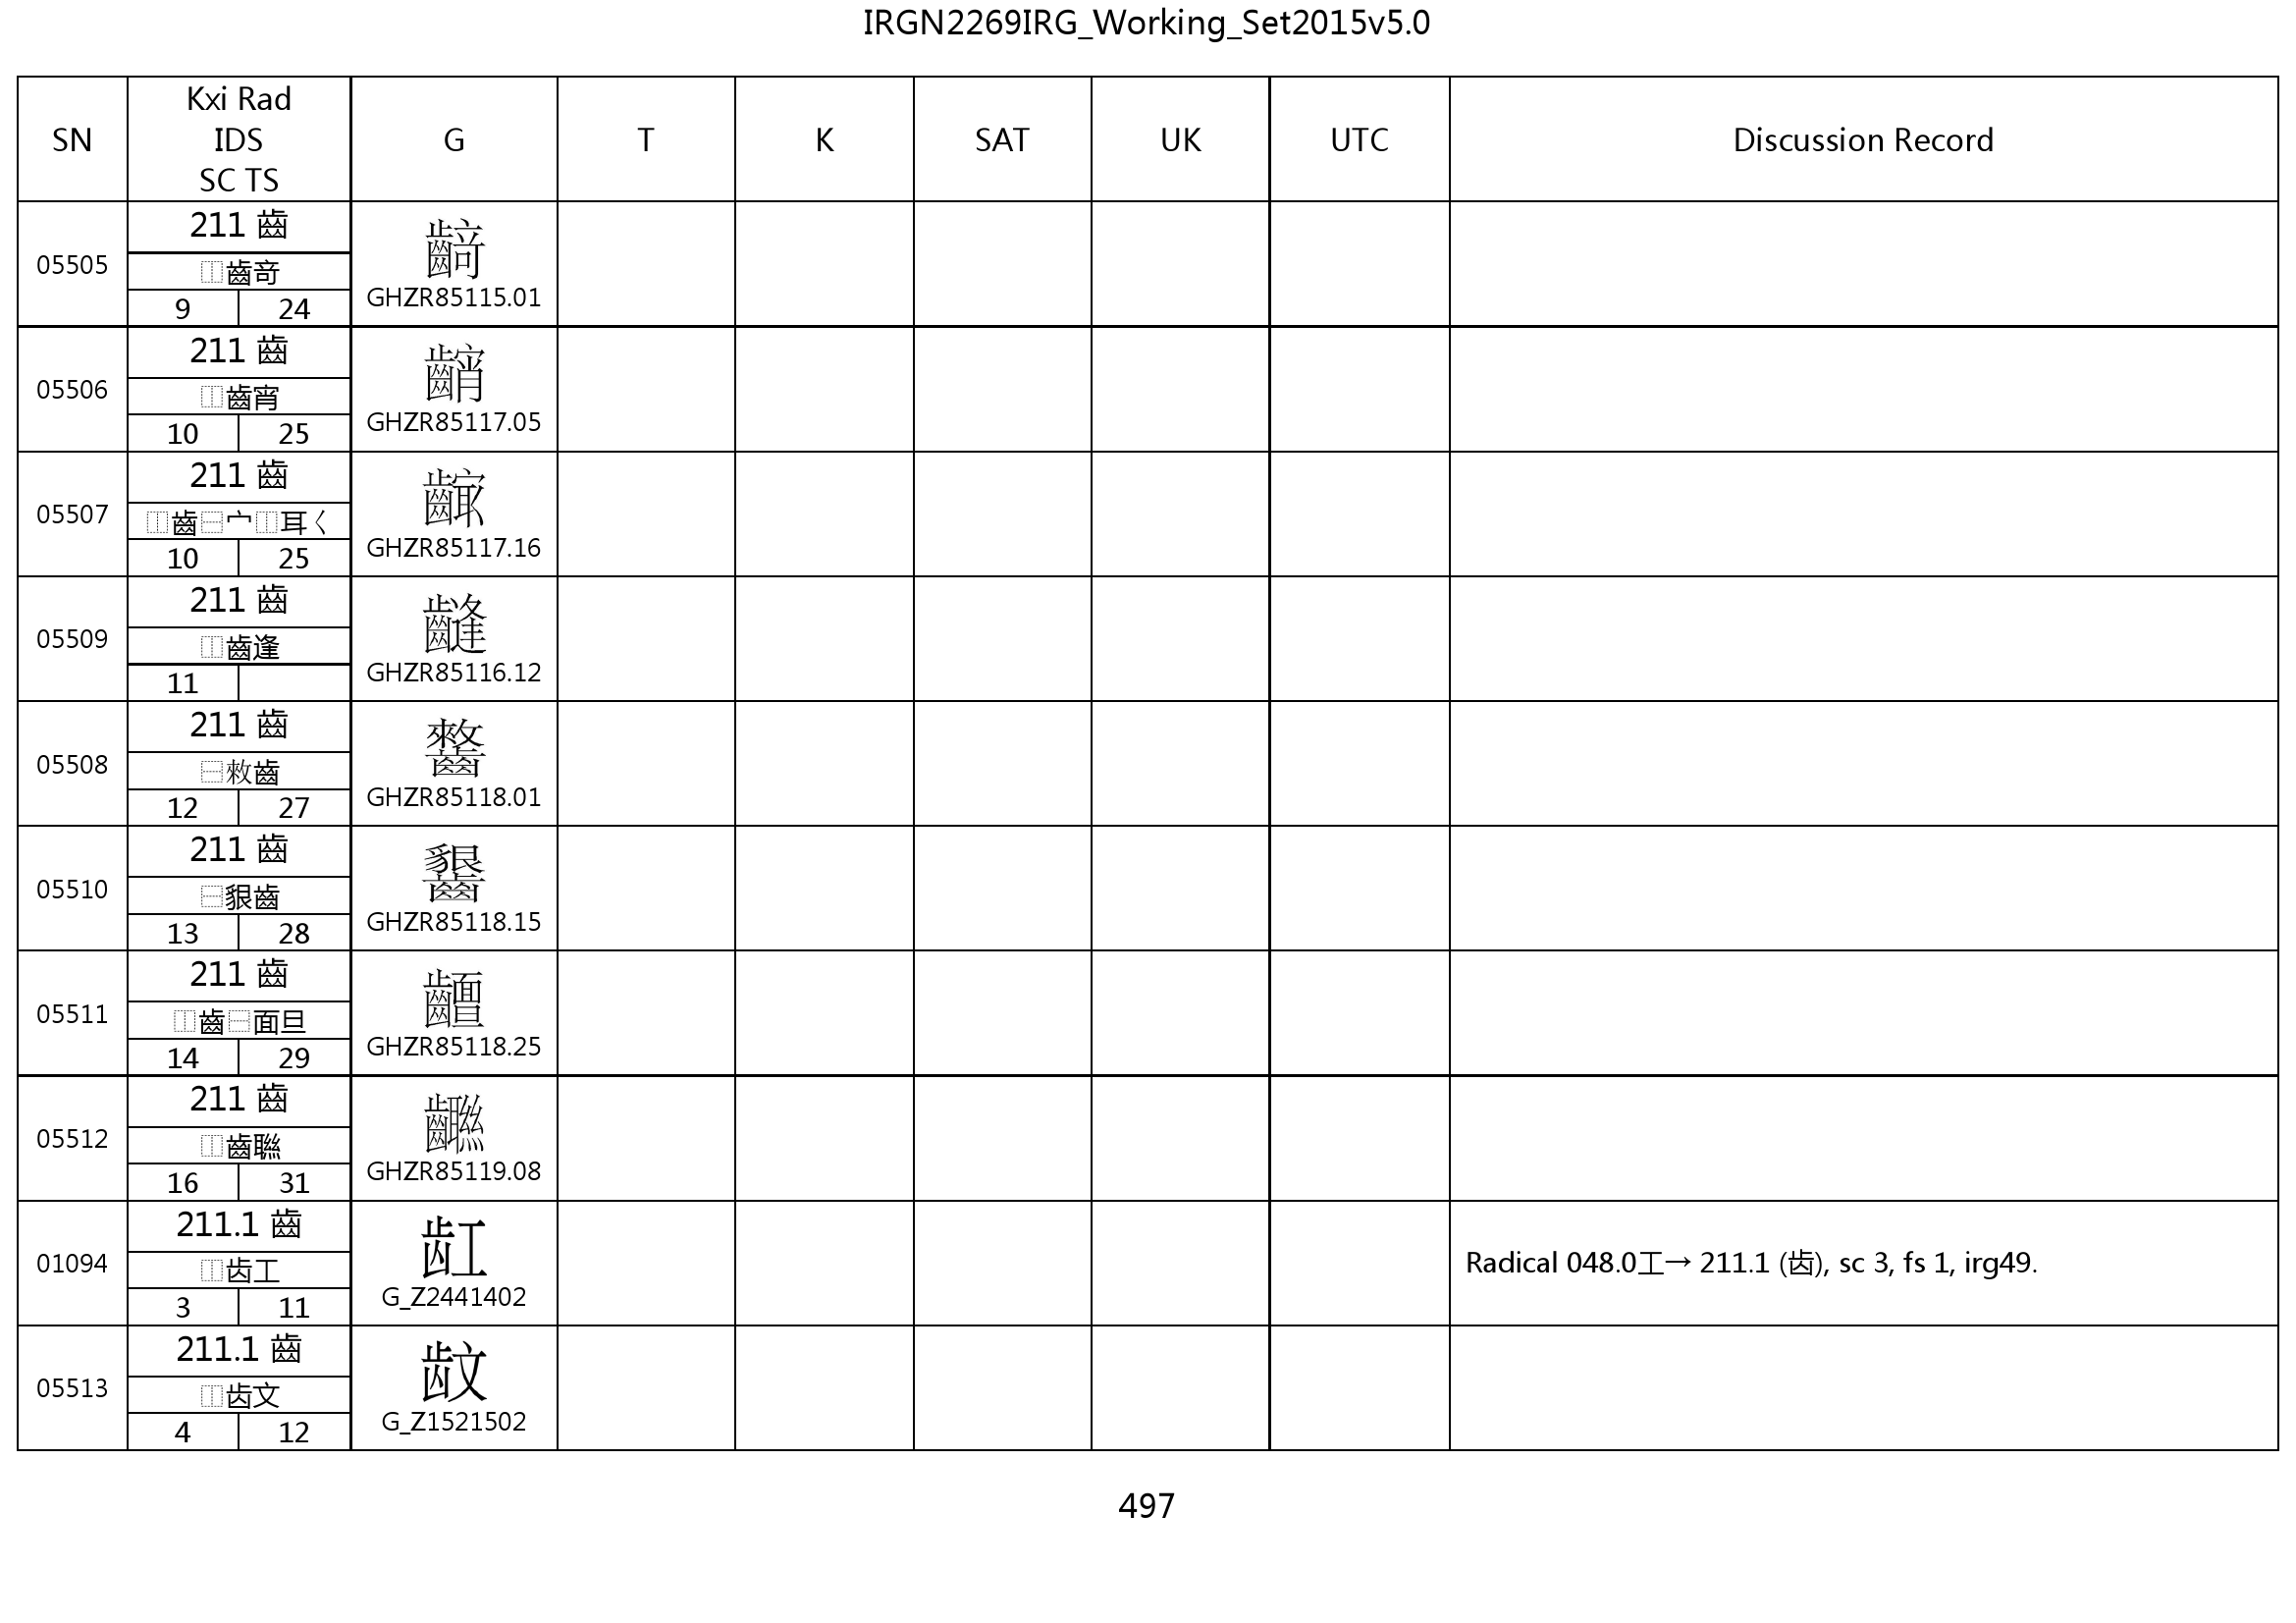 IRGN2269IRG_Working_Set2015v5.0
SN
Kxi Rad
IDS
SC TS
G
T
K
SAT
UK
UTC
Discussion Record
05505
211 齒
⿰齒竒
9 24
GHZR85115.01
05506
211 齒
⿰齒宵
10 25
GHZR85117.05
05507
211 齒
⿰齒⿱宀⿰耳㇛
10 25
GHZR85117.16
05509
211 齒
⿰齒逢
11
GHZR85116.12
05508
211 齒
⿱敹齒
12 27
GHZR85118.01
05510
211 齒
⿱貇齒
13 28
GHZR85118.15
05511
211 齒
⿰齒⿱面旦
14 29
GHZR85118.25
05512
211 齒
⿰齒聮
16 31
GHZR85119.08
01094
211.1 齒
⿰齿工
3 11
G_Z2441402
Radical 048.0工→ 211.1 (齿), sc 3, fs 1, irg49.
05513
211.1 齒
⿰齿文
4 12
G_Z1521502
497